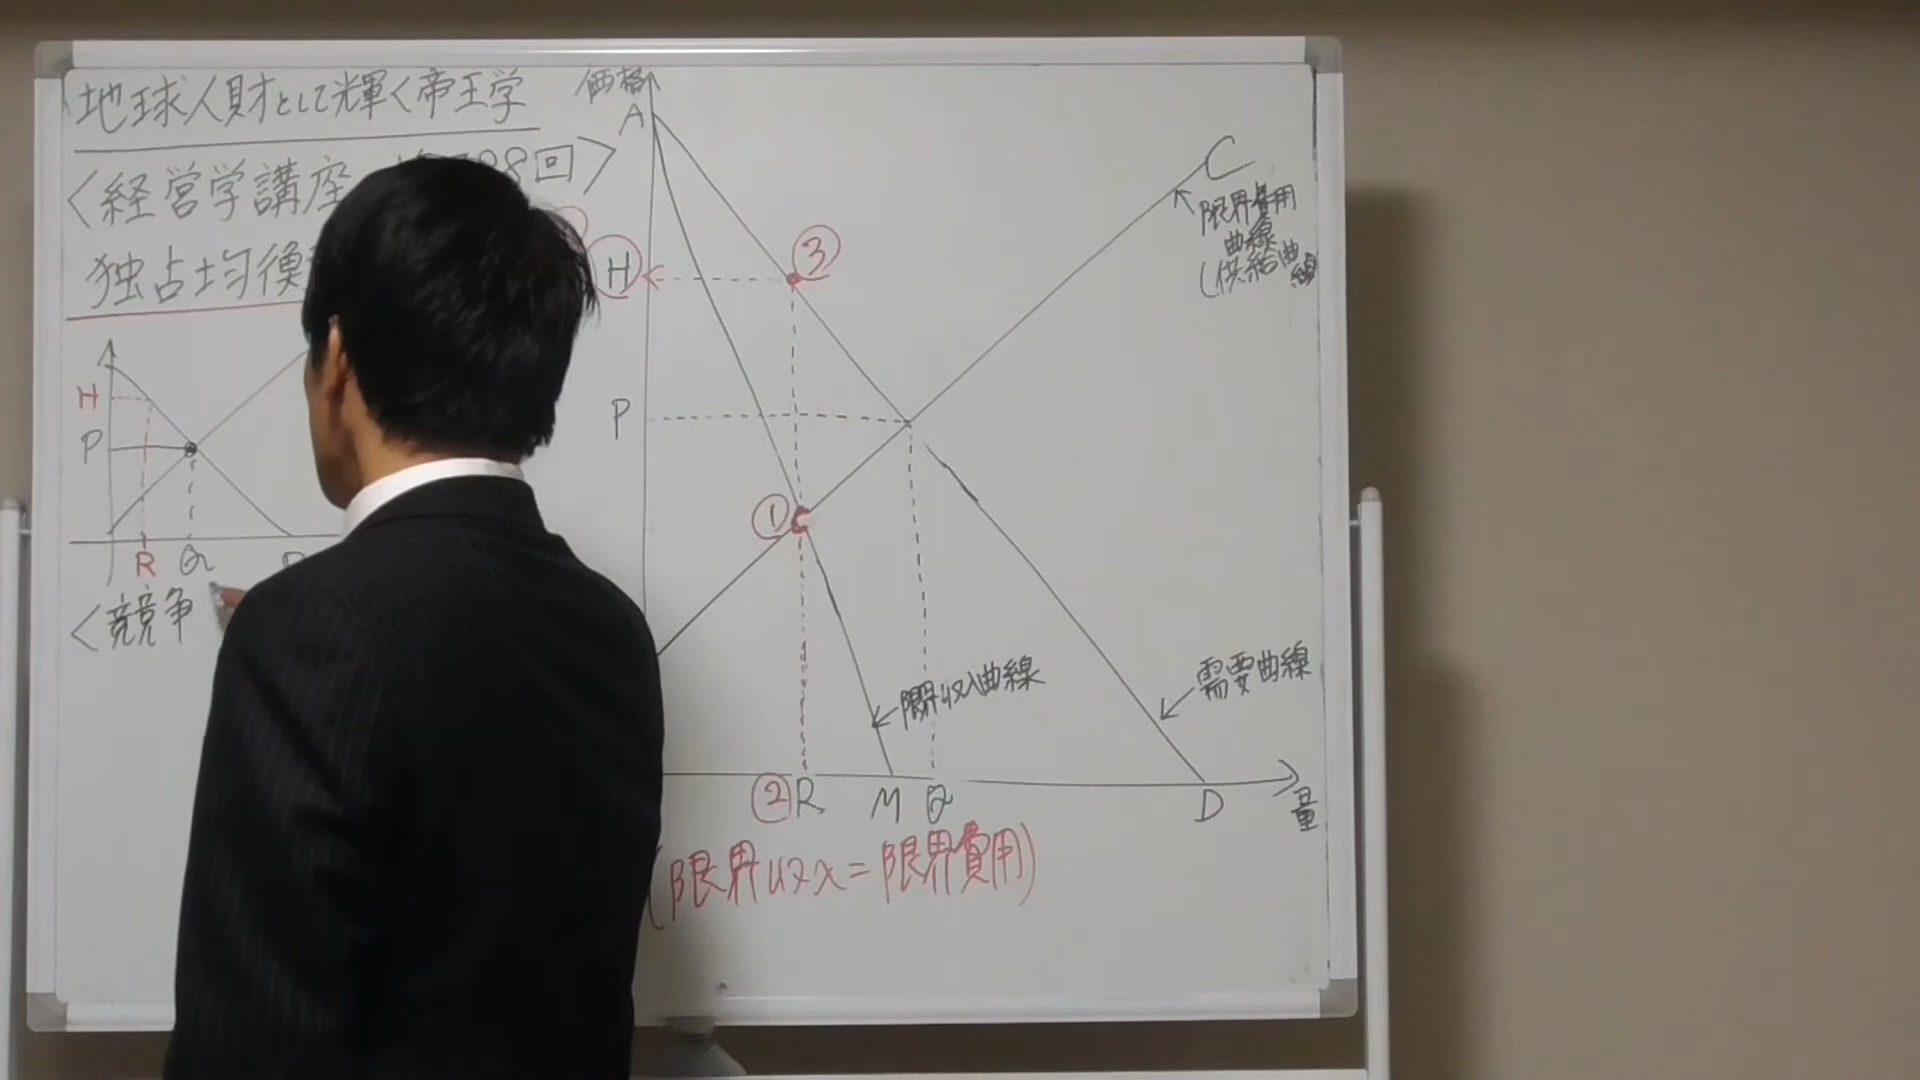 地球人財として輝く帝王学
〈経営学講座 8回〉
独占均衡
H
P
R Q
〈競争
価格
A
H
③
P
①
C
限界費用
曲線
(供給曲線
限界収入曲線
需要曲線
② R M Q D
量
(限界収入=限界費用)